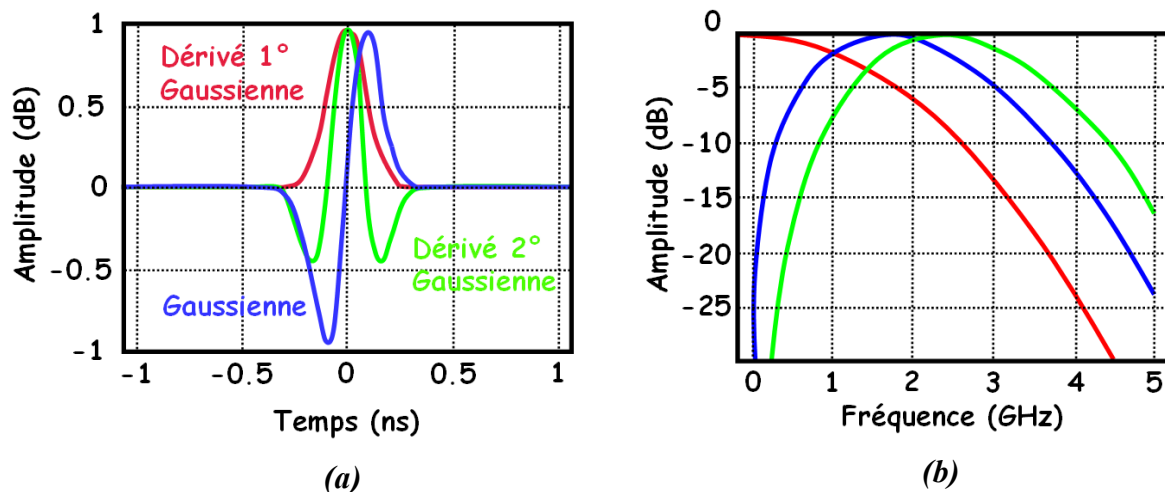 Amplitude (dB)
1
0.5
0
-0.5
-1
Dérivé 1°
Gaussienne
Dérivé 2°
Gaussienne
Gaussienne
-1
-0.5
0
0.5
1
Temps (ns)
(a)
Amplitude (dB)
0
-5
-10
-15
-20
-25
0
1
2
3
4
5
Fréquence (GHz)
(b)